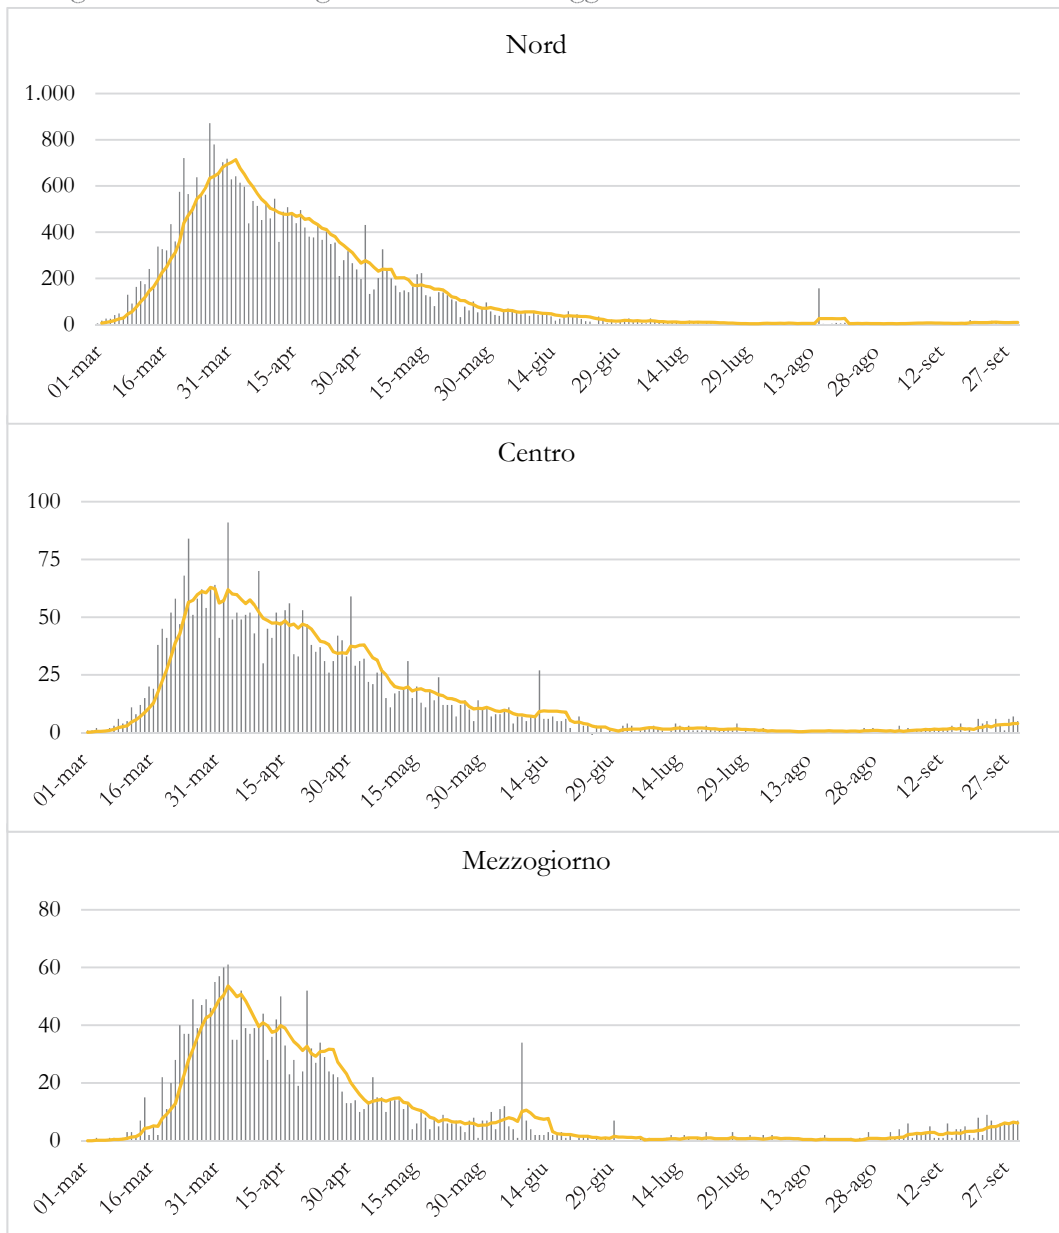 Nord
1.000
800
600
400
200
0
01-mar 16-mar 31-mar 15-apr 30-apr 15-mag 30-mag 14-giu 29-giu 14-lug 29-lug 13-ago 28-ago 12-set 27-set
Centro
100
75
50
25
0
01-mar 16-mar 31-mar 15-apr 30-apr 15-mag 30-mag 14-giu 29-giu 14-lug 29-lug 13-ago 28-ago 12-set 27-set
Mezzogiorno
80
60
40
20
0
01-mar 16-mar 31-mar 15-apr 30-apr 15-mag 30-mag 14-giu 29-giu 14-lug 29-lug 13-ago 28-ago 12-set 27-set